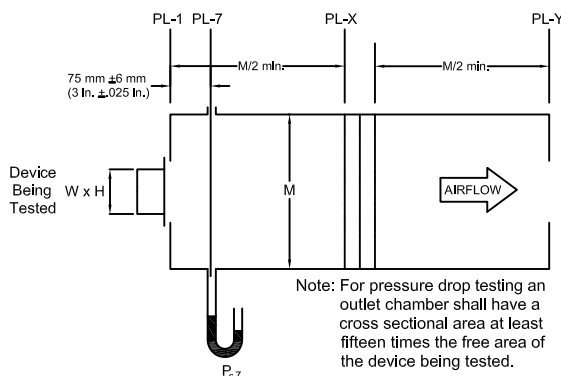 PL-1 PL-7 PL-X PL-Y
M/2 min.
M/2 min.
75 mm ±6 mm
(3 In. ±.025 In.)
Device
Being
Tested
W x H
M
AIRFLOW
Note: For pressure drop testing an
outlet chamber shall have a
cross sectional area at least
fifteen times the free area of
the device being tested.
Ps7